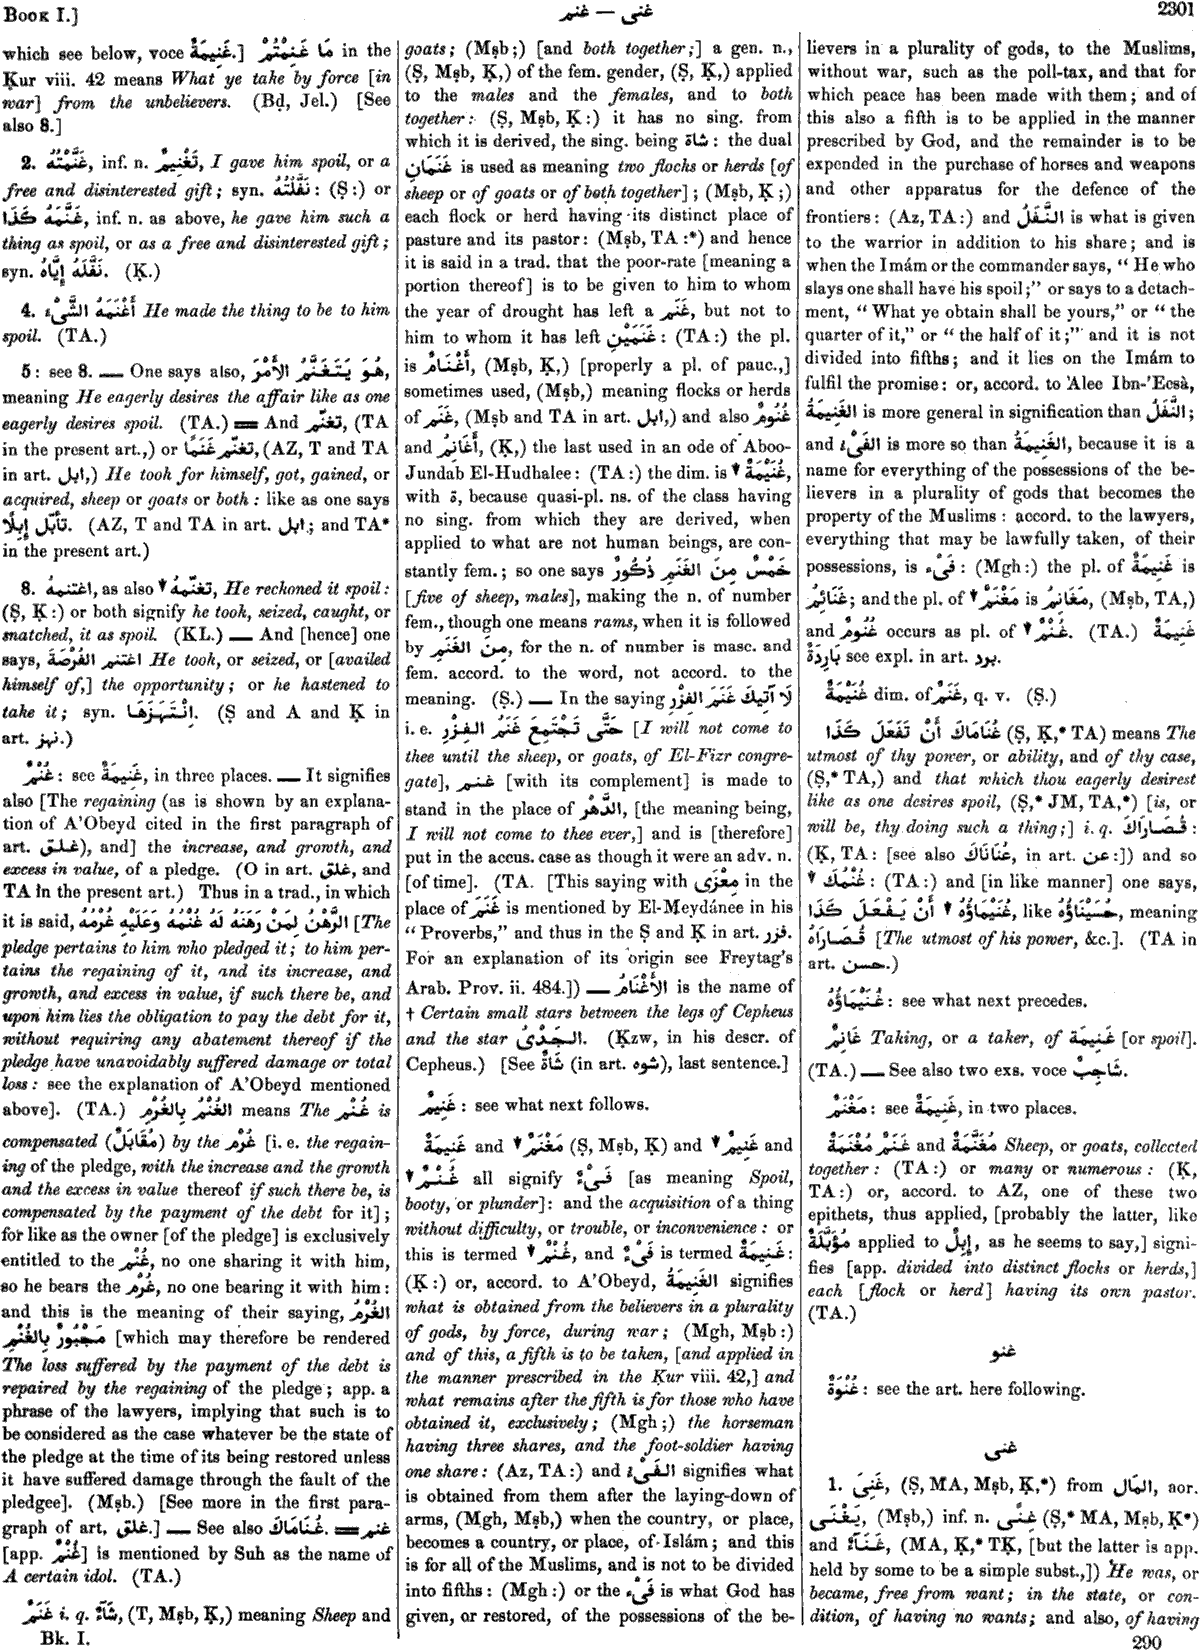 Book I.]
غنم — غنى
2301
which see below, voce غَنِيمَةٌ.] مَا غَنِمْتُمْ in the
Ḳur viii. 42 means What ye take by force [in
war] from the unbelievers. (Bḍ, Jel.) [See
also 8.]
2. غَنَّمْتُهُ, inf. n. تَغْنِيمٌ, I gave him spoil, or a
free and disinterested gift; syn. نَفَّلْتُهُ: (Ṣ:) or
غَنَّمَهُ كَذَا, inf. n. as above, he gave him such a
thing as spoil, or as a free and disinterested gift;
syn. نَفَّلَهُ إِيَّاهُ. (Ḳ.)
4. أَغْنَمَهُ الشَّىْءَ He made the thing to be to him
spoil. (TA.)
5: see 8. — One says also, هُوَ يَتَغَنَّمُ الأَمْرَ,
meaning He eagerly desires the affair like as one
eagerly desires spoil. (TA.) = And تغنّم, (TA
in the present art.,) or تغنّم غَنَمًا, (AZ, T and TA
in art. ابل,) He took for himself, got, gained, or
acquired, sheep or goats or both: like as one says
تأبّل إِبِلًا. (AZ, T and TA in art. ابل; and TA*
in the present art.)
8. اغتنمهُ, as also ▾ تغنّمهُ, He reckoned it spoil:
(Ṣ, Ḳ:) or both signify he took, seized, caught, or
snatched, it as spoil. (KL.) — And [hence] one
says, اغتنم الفُرْصَةَ He took, or seized, or [availed
himself of,] the opportunity; or he hastened to
take it; syn. اِنْتَهَزَهَا. (Ṣ and A and Ḳ in
art. نهز.)
غُنْمٌ: see غَنِيمَةٌ, in three places. — It signifies
also [The regaining (as is shown by an explana-
tion of A'Obeyd cited in the first paragraph of
art. غلق), and] the increase, and growth, and
excess in value, of a pledge. (O in art. غلق, and
TA in the present art.) Thus in a trad., in which
it is said, الرَّهْنُ لِمَنْ رَهَنَهُ لَهُ غُنْمُهُ وَعَلَيْهِ غُرْمُهُ [The
pledge pertains to him who pledged it; to him per-
tains the regaining of it, and its increase, and
growth, and excess in value, if such there be, and
upon him lies the obligation to pay the debt for it,
without requiring any abatement thereof if the
pledge have unavoidably suffered damage or total
loss: see the explanation of A'Obeyd mentioned
above]. (TA.) الغُنْمُ بِالغُرْمِ means The غُنْم is
compensated (مُقَابَلٌ) by the غُرْم [i. e. the regain-
ing of the pledge, with the increase and the growth
and the excess in value thereof if such there be, is
compensated by the payment of the debt for it];
for like as the owner [of the pledge] is exclusively
entitled to the غُنْم, no one sharing it with him,
so he bears the غُرْم, no one bearing it with him:
and this is the meaning of their saying, الغُرْمُ
مَجْبُورٌ بِالغُنْمِ [which may therefore be rendered
The loss suffered by the payment of the debt is
repaired by the regaining of the pledge; app. a
phrase of the lawyers, implying that such is to
be considered as the case whatever be the state of
the pledge at the time of its being restored unless
it have suffered damage through the fault of the
pledgee]. (Mṣb.) [See more in the first para-
graph of art. غلق.] — See also غُنَامَاكَ. = غنم
[app. غُنْمٌ] is mentioned by Suh as the name of
A certain idol. (TA.)
غَنَمٌ i. q. شَآءٌ, (T, Mṣb, Ḳ,) meaning Sheep and
Bk. I.
goats; (Mṣb;) [and both together;] a gen. n.,
(Ṣ, Mṣb, Ḳ,) of the fem. gender, (Ṣ, Ḳ,) applied
to the males and the females, and to both
together: (Ṣ, Mṣb, Ḳ:) it has no sing. from
which it is derived, the sing. being شاة: the dual
غَنَمَانِ is used as meaning two flocks or herds [of
sheep or of goats or of both together]; (Mṣb, Ḳ;)
each flock or herd having its distinct place of
pasture and its pastor: (Mṣb, TA:*) and hence
it is said in a trad. that the poor-rate [meaning a
portion thereof] is to be given to him to whom
the year of drought has left a غَنَم, but not to
him to whom it has left غَنَمَيْنِ: (TA:) the pl.
is أَغْنَامٌ, (Mṣb, Ḳ,) [properly a pl. of pauc.,]
sometimes used, (Mṣb,) meaning flocks or herds
of غَنَم, (Mṣb and TA in art. ابل,) and also غُنُومٌ
and أَغَانِمُ, (Ḳ,) the last used in an ode of Aboo-
Jundab El-Hudhalee: (TA:) the dim. is ▾ غُنَيْمَةٌ,
with ة, because quasi-pl. ns. of the class having
no sing. from which they are derived, when
applied to what are not human beings, are con-
stantly fem.; so one says خَمْسٌ مِنَ الغَنَمِ ذُكُورٌ
[five of sheep, males], making the n. of number
fem., though one means rams, when it is followed
by مِنَ الغَنَمِ, for the n. of number is masc. and
fem. accord. to the word, not accord. to the
meaning. (Ṣ.) — In the saying لَا آتِيكَ غَنَمَ الفِزْرِ
i. e. حَتَّى تَجْتَمِعَ غَنَمُ الفِزْرِ [I will not come to
thee until the sheep, or goats, of El-Fizr congre-
gate], غنم [with its complement] is made to
stand in the place of الدَّهْر, [the meaning being,
I will not come to thee ever,] and is [therefore]
put in the accus. case as though it were an adv. n.
[of time]. (TA. [This saying with مِعْزَى in the
place of غَنَم is mentioned by El-Meydánee in his
"Proverbs," and thus in the Ṣ and Ḳ in art. فزر.
For an explanation of its origin see Freytag's
Arab. Prov. ii. 484.]) — الأَغْنَامُ is the name of
† Certain small stars between the legs of Cepheus
and the star الجَدْىُ. (Ḳzw, in his descr. of
Cepheus.) [See شَاةٌ (in art. شوه), last sentence.]
غَنِيمٌ: see what next follows.
غَنِيمَةٌ and ▾ مَغْنَمٌ (Ṣ, Mṣb, Ḳ) and ▾ غَنِيمٌ and
▾ غُنْمٌ all signify فَىْءٌ [as meaning Spoil,
booty, or plunder]: and the acquisition of a thing
without difficulty, or trouble, or inconvenience: or
this is termed ▾ غُنْمٌ, and فَىْءٌ is termed غَنِيمَةٌ:
(Ḳ:) or, accord. to A'Obeyd, الغَنِيمَةُ signifies
what is obtained from the believers in a plurality
of gods, by force, during war; (Mgh, Mṣb:)
and of this, a fifth is to be taken, [and applied in
the manner prescribed in the Ḳur viii. 42,] and
what remains after the fifth is for those who have
obtained it, exclusively; (Mgh;) the horseman
having three shares, and the foot-soldier having
one share: (Az, TA:) and الفَىْءُ signifies what
is obtained from them after the laying-down of
arms, (Mgh, Mṣb,) when the country, or place,
becomes a country, or place, of Islám; and this
is for all of the Muslims, and is not to be divided
into fifths: (Mgh:) or the فَىْء is what God has
given, or restored, of the possessions of the be-
lievers in a plurality of gods, to the Muslims,
without war, such as the poll-tax, and that for
which peace has been made with them; and of
this also a fifth is to be applied in the manner
prescribed by God, and the remainder is to be
expended in the purchase of horses and weapons
and other apparatus for the defence of the
frontiers: (Az, TA:) and النَّفَلُ is what is given
to the warrior in addition to his share; and is
when the Imám or the commander says, "He who
slays one shall have his spoil;" or says to a detach-
ment, "What ye obtain shall be yours," or "the
quarter of it," or "the half of it;" and it is not
divided into fifths; and it lies on the Imám to
fulfil the promise: or, accord. to 'Alee Ibn-'Eesà,
الغَنِيمَةُ is more general in signification than النَّفَلُ;
and الفَىْءُ is more so than الغَنِيمَةُ, because it is a
name for everything of the possessions of the be-
lievers in a plurality of gods that becomes the
property of the Muslims: accord. to the lawyers,
everything that may be lawfully taken, of their
possessions, is فَىْء: (Mgh:) the pl. of غَنِيمَةٌ is
غَنَائِمُ; and the pl. of ▾ مَغْنَمٌ is مَغَانِمُ, (Mṣb, TA,)
and غُنُومٌ occurs as pl. of ▾ غُنْمٌ. (TA.) غَنِيمَةٌ
بَارِدَةٌ see expl. in art. برد.
غُنَيْمَةٌ dim. of غَنَمٌ, q. v. (Ṣ.)
غُنَامَاكَ أَنْ تَفْعَلَ كَذَا (Ṣ, Ḳ,* TA) means The
utmost of thy power, or ability, and of thy case,
(Ṣ,* TA,) and that which thou eagerly desirest
like as one desires spoil, (Ṣ,* JM, TA,*) [is, or
will be, thy doing such a thing;] i. q. قُصَارَاكَ:
(Ḳ, TA: [see also عُنَانَاكَ, in art. عن:]) and so
▾ غُنْمُكَ: (TA:) and [in like manner] one says,
غُنَيْمَاؤُهُ ▾ أَنْ يَفْعَلَ كَذَا, like حُسَيْنَاؤُهُ, meaning
قُصَارَاهُ [The utmost of his power, &c.]. (TA in
art. حسن.)
غُنَيْمَاؤُهُ: see what next precedes.
غَانِمٌ Taking, or a taker, of غَنِيمَة [or spoil].
(TA.) — See also two exs. voce شَاجِبٌ.
مَغْنَمٌ: see غَنِيمَةٌ, in two places.
غَنَمٌ مُغْنَمَةٌ and مُغَنَّمَةٌ Sheep, or goats, collected
together: (TA:) or many or numerous: (Ḳ,
TA:) or, accord. to AZ, one of these two
epithets, thus applied, [probably the latter, like
مُؤَبَّلَةٌ applied to إِبِلٌ, as he seems to say,] signi-
fies [app. divided into distinct flocks or herds,]
each [flock or herd] having its own pastor.
(TA.)
غنو
غُنْوَةٌ: see the art. here following.
غنى
1. غَنِىَ, (Ṣ, MA, Mṣb, Ḳ,*) from المَال, aor.
يَغْنَى, (Mṣb,) inf. n. غِنًى (Ṣ,* MA, Mṣb, Ḳ*)
and غَنَآءٌ, (MA, Ḳ,* TḲ, [but the latter is app.
held by some to be a simple subst.,]) He was, or
became, free from want; in the state, or con-
dition, of having no wants; and also, of having
290